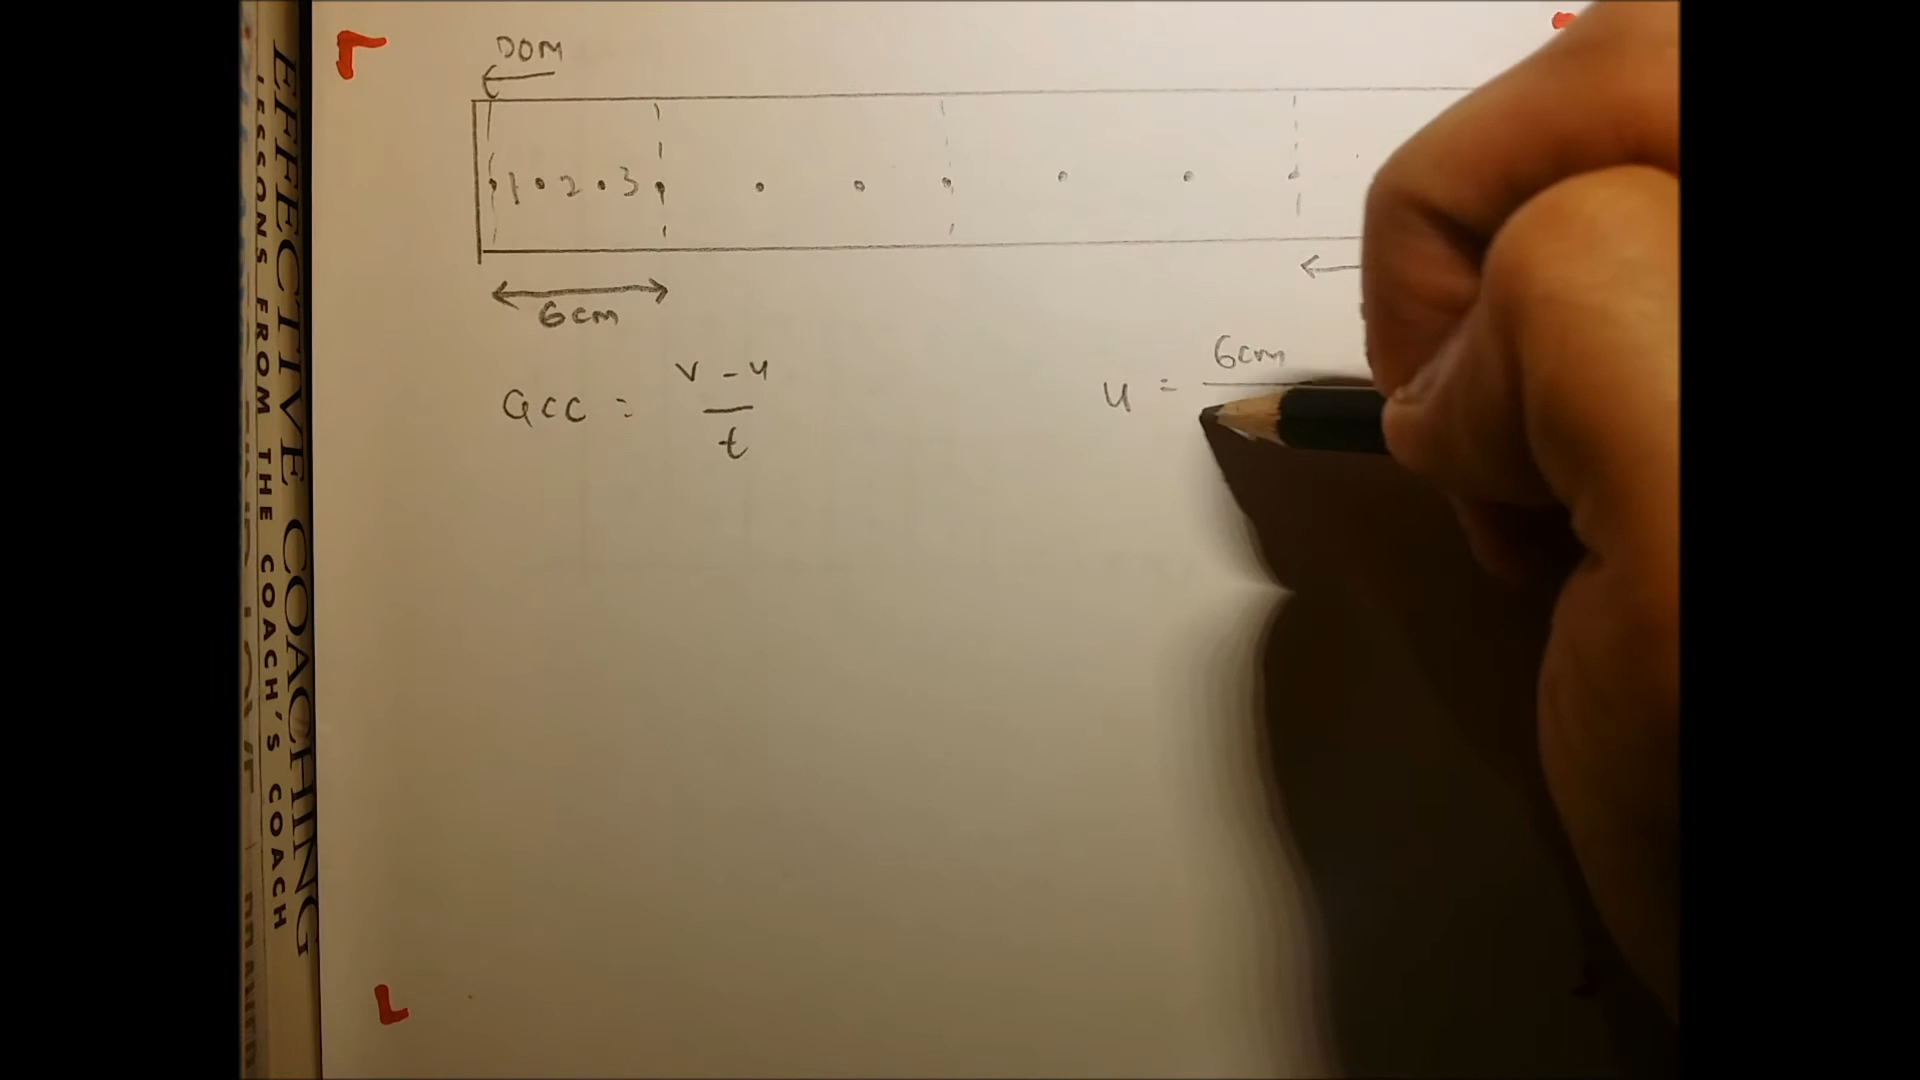 DOM
1 2 3
6cm
acc = v - u
t
u = 6cm
EFFECTIVE COACHING
LESSONS FROM THE COACH'S COACH